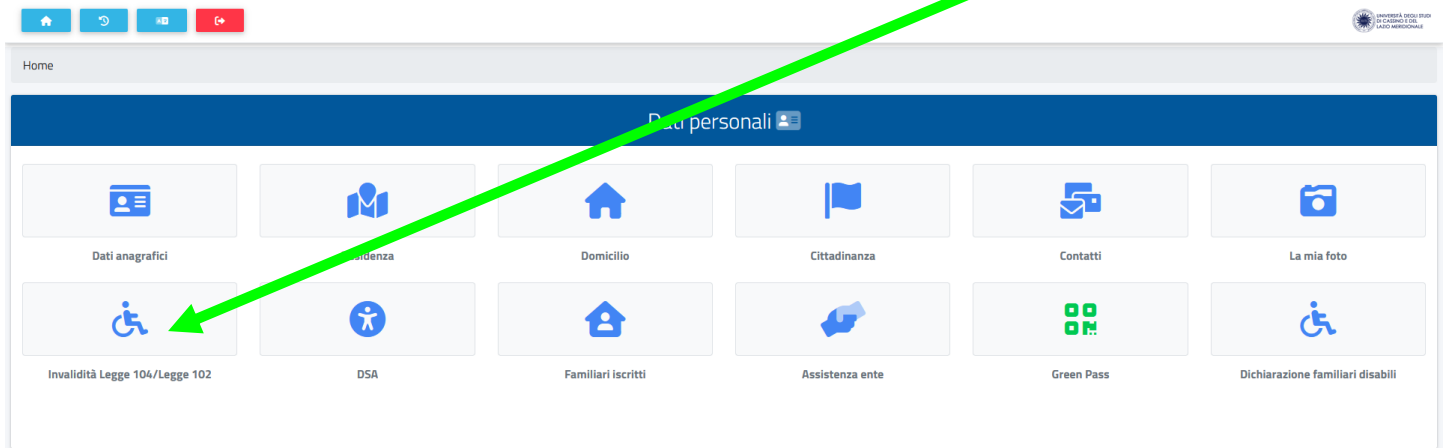 UNIVERSITÀ DEGLI STUDI
DI CASSINO E DEL
LAZIO MERIDIONALE
Home
Dati personali
Dati anagrafici
Domicilio
Cittadinanza
Contatti
La mia foto
Invalidità Legge 104/Legge 102
DSA
Familiari iscritti
Assistenza ente
Green Pass
Dichiarazione familiari disabili